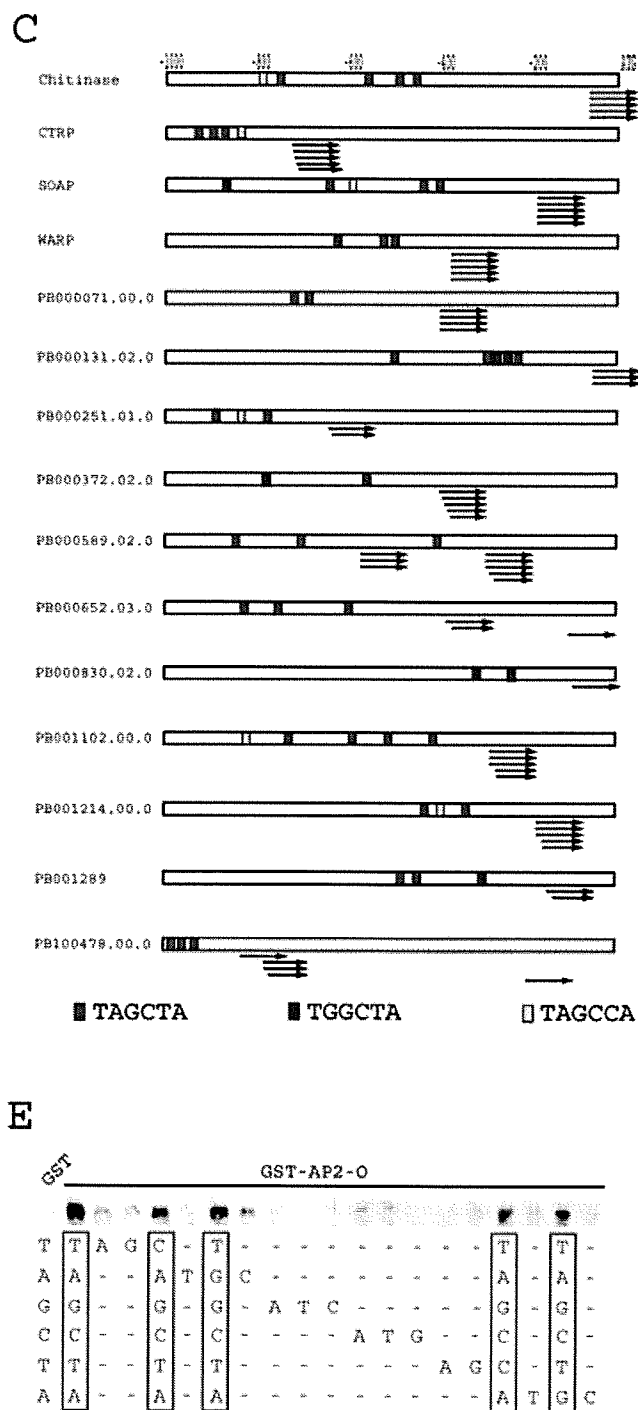 C
Chitinase
CTRP
SOAP
WARP
PB000071.00.0
PB000131.02.0
PB000251.01.0
PB000372.02.0
PB000589.02.0
PB000652.03.0
PB000830.02.0
PB001102.00.0
PB001214.00.0
PB001289
PB100478.00.0
TAGCTA TGGCTA TAGCCA
E
GST GST-AP2-O
T T A G C - T - - - - - - - - - T - T -
A A - - A T G C - - - - - - - - A - A -
G G - - G - G - A T C - - - - - G - G -
C C - - C - C - - - - A T G - - C - C -
T T - - T - T - - - - - - - A G C - T -
A A - - A - A - - - - - - - - - A T G C